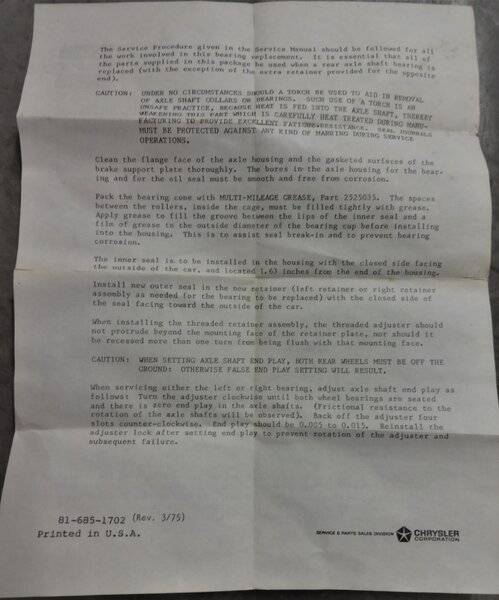 The Service Procedure given in the Service Manual should be followed for all
the work involved in this bearing replacement. It is essential that all of
the parts supplied in this package be used when a rear axle shaft bearing is
replaced (with the exception of the extra retainer provided for the opposite
end).
CAUTION: UNDER NO CIRCUMSTANCES SHOULD A TORCH BE USED TO AID IN REMOVAL
OF AXLE SHAFT COLLARS OR BEARINGS. SUCH USE OF A TORCH IS AN
UNSAFE PRACTICE, BECAUSE HEAT IS FED INTO THE AXLE SHAFT, THEREBY
WEAKENING THIS PART WHICH IS CAREFULLY HEAT TREATED DURING MANU-
FACTURING TO PROVIDE EXCELLENT FATIGUE RESISTANCE. SEAL JOURNALS
MUST BE PROTECTED AGAINST ANY KIND OF MARRING DURING SERVICE
OPERATIONS.
Clean the flange face of the axle housing and the gasketed surfaces of the
brake support plate thoroughly. The bores in the axle housing for the bear-
ing and for the oil seal must be smooth and free from corrosion.
Pack the bearing cone with MULTI-MILEAGE GREASE, Part 2525035. The spaces
between the rollers, inside the cage, must be filled tightly with grease.
Apply grease to fill the groove between the lips of the inner seal and a
film of grease to the outside diameter of the bearing cup before installing
into the housing. This is to assist seal break-in and to prevent bearing
corrosion.
The inner seal is to be installed in the housing with the closed side facing
the outside of the car, and located 1.63 inches from the end of the housing.
Install new outer seal in the new retainer (left retainer or right retainer
assembly as needed for the bearing to be replaced) with the closed side of
the seal facing toward the outside of the car.
When installing the threaded retainer assembly, the threaded adjuster should
not protrude beyond the mounting face of the retainer plate, nor should it
be recessed more than one turn from being flush with that mounting face.
CAUTION: WHEN SETTING AXLE SHAFT END PLAY, BOTH REAR WHEELS MUST BE OFF THE
GROUND: OTHERWISE FALSE END PLAY SETTING WILL RESULT.
When servicing either the left or right bearing, adjust axle shaft end play as
follows: Turn the adjuster clockwise until both wheel bearings are seated
and there is zero end play in the axle shafts. (Frictional resistance to the
rotation of the axle shafts will be observed). Back off the adjuster four
slots counter-clockwise. End play should be 0.005 to 0.015. Reinstall the
adjuster lock after setting end play to prevent rotation of the adjuster and
subsequent failure.
81-685-1702 (Rev. 3/75)
Printed in U.S.A.
SERVICE & PARTS SALES DIVISION CHRYSLER
CORPORATION